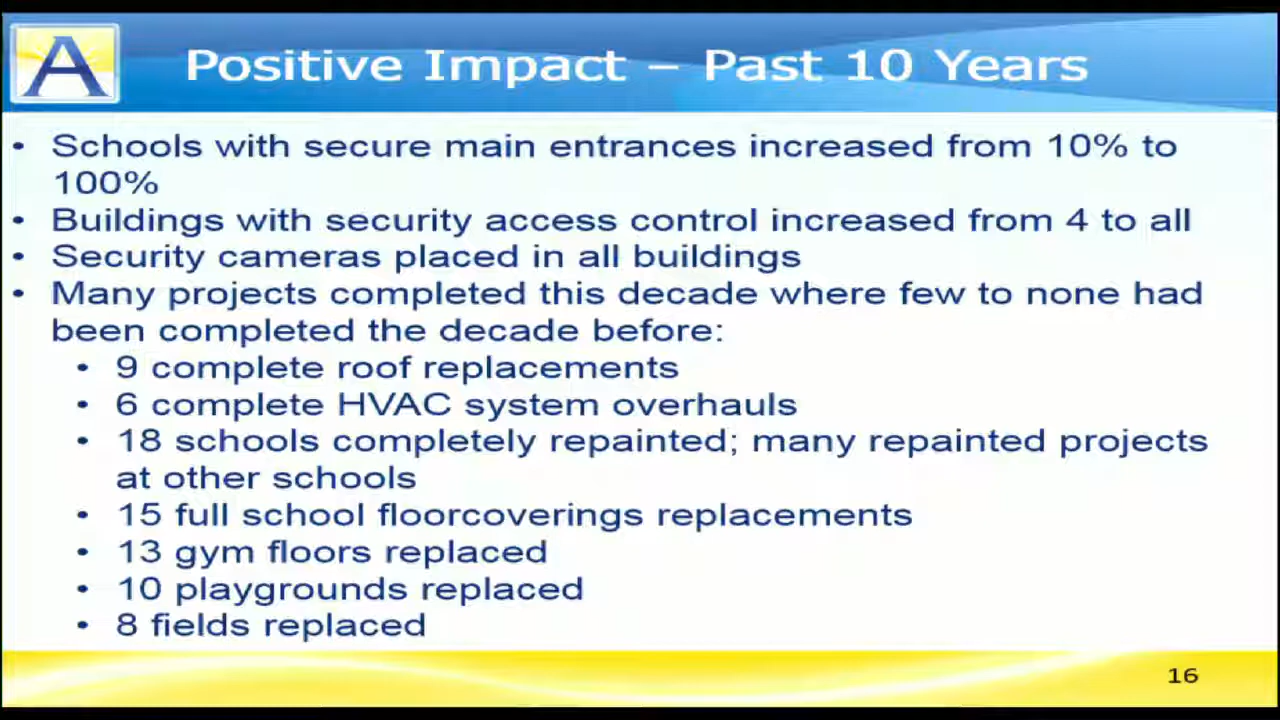 A
Positive Impact – Past 10 Years
• Schools with secure main entrances increased from 10% to
100%
• Buildings with security access control increased from 4 to all
• Security cameras placed in all buildings
• Many projects completed this decade where few to none had
been completed the decade before:
• 9 complete roof replacements
• 6 complete HVAC system overhauls
• 18 schools completely repainted; many repainted projects
at other schools
• 15 full school floorcoverings replacements
• 13 gym floors replaced
• 10 playgrounds replaced
• 8 fields replaced
16